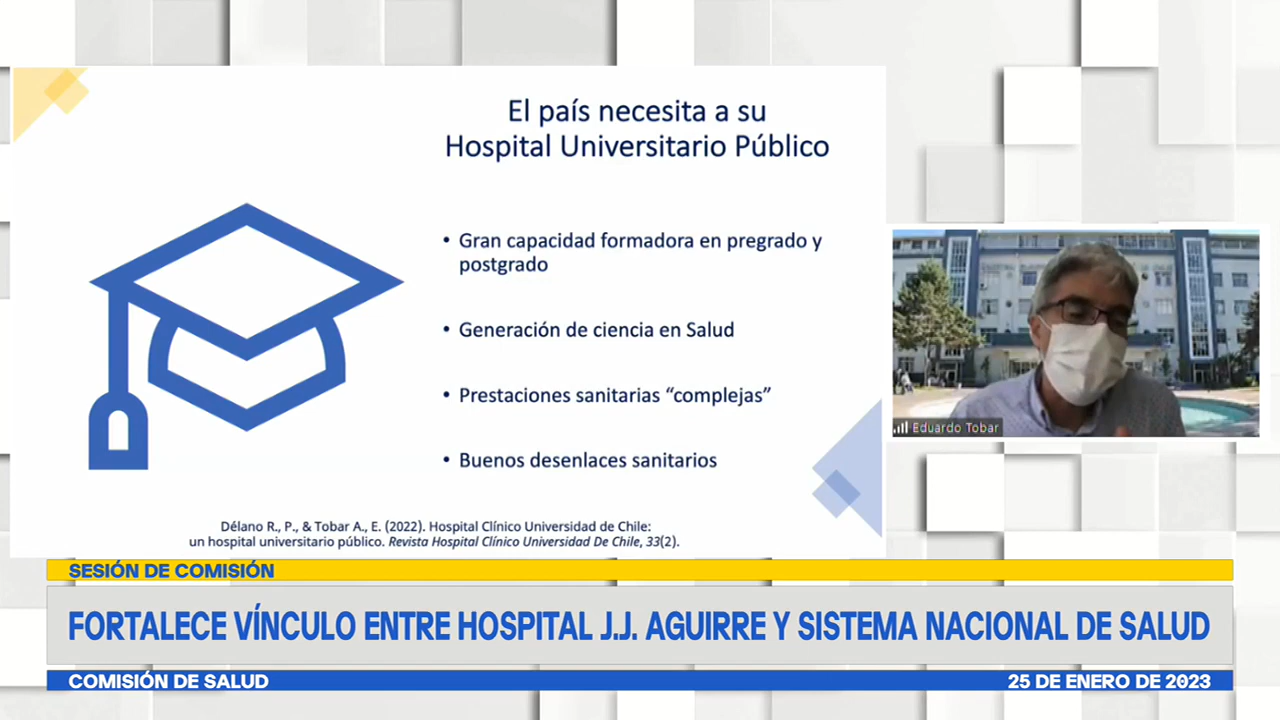 El país necesita a su
Hospital Universitario Público
• Gran capacidad formadora en pregrado y
postgrado
• Generación de ciencia en Salud
• Prestaciones sanitarias “complejas”
• Buenos desenlaces sanitarios
Délano R., P., & Tobar A., E. (2022). Hospital Clínico Universidad de Chile:
un hospital universitario público. Revista Hospital Clínico Universidad De Chile, 33(2).
Eduardo Tobar
SESIÓN DE COMISIÓN
FORTALECE VÍNCULO ENTRE HOSPITAL J.J. AGUIRRE Y SISTEMA NACIONAL DE SALUD
COMISIÓN DE SALUD
25 DE ENERO DE 2023